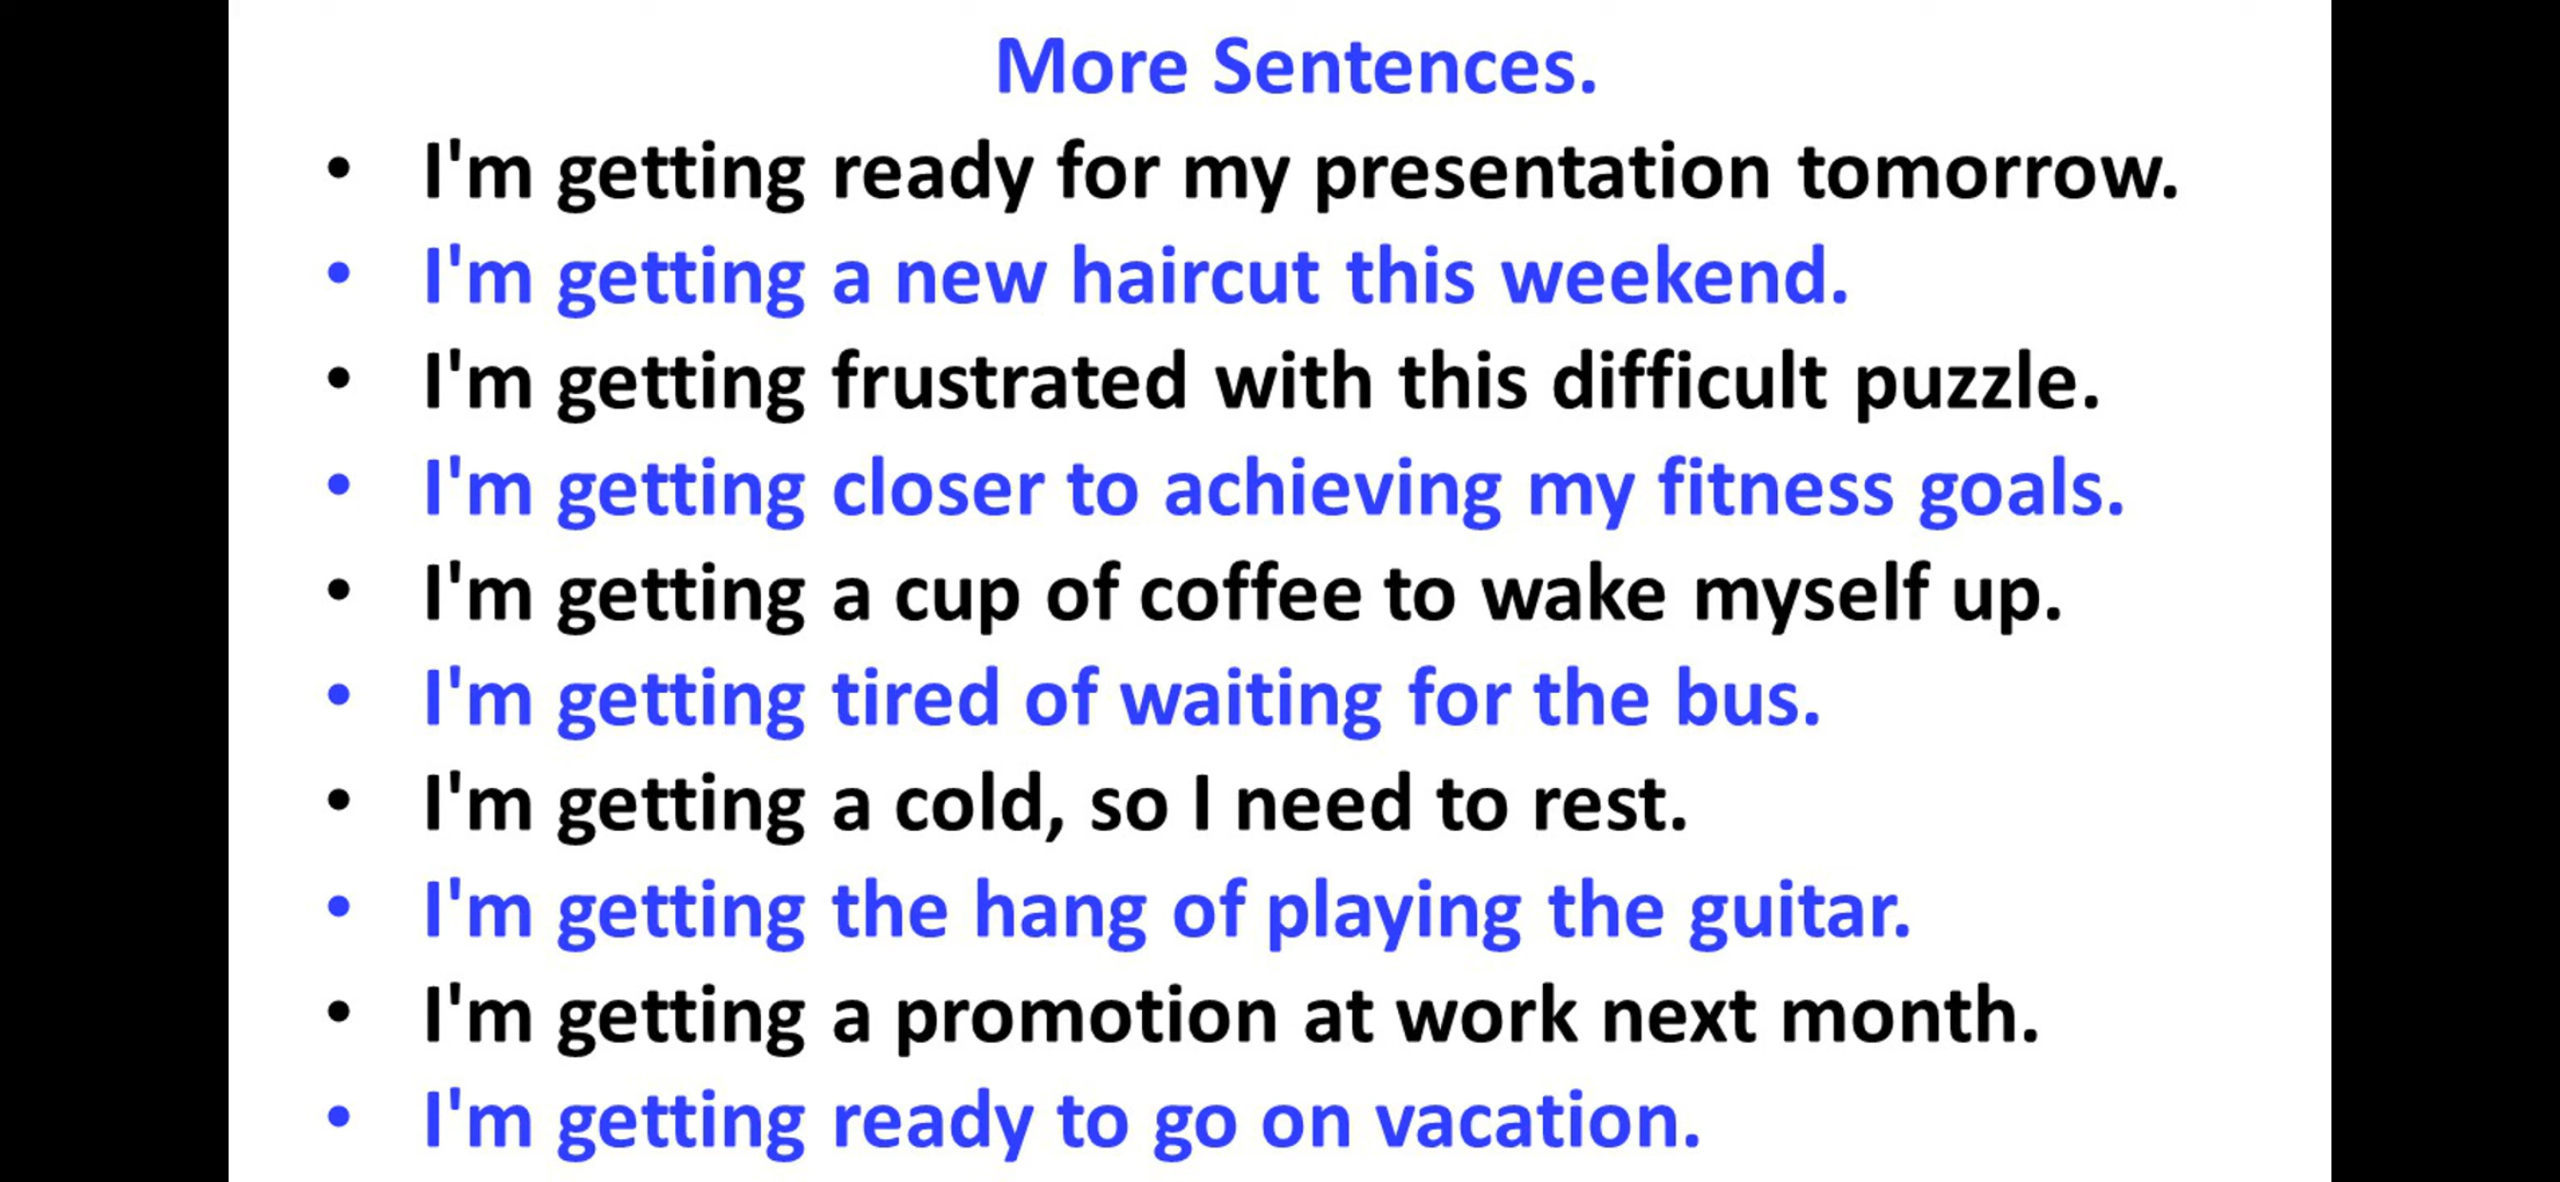 More Sentences.
• I'm getting ready for my presentation tomorrow.
• I'm getting a new haircut this weekend.
• I'm getting frustrated with this difficult puzzle.
• I'm getting closer to achieving my fitness goals.
• I'm getting a cup of coffee to wake myself up.
• I'm getting tired of waiting for the bus.
• I'm getting a cold, so I need to rest.
• I'm getting the hang of playing the guitar.
• I'm getting a promotion at work next month.
• I'm getting ready to go on vacation.